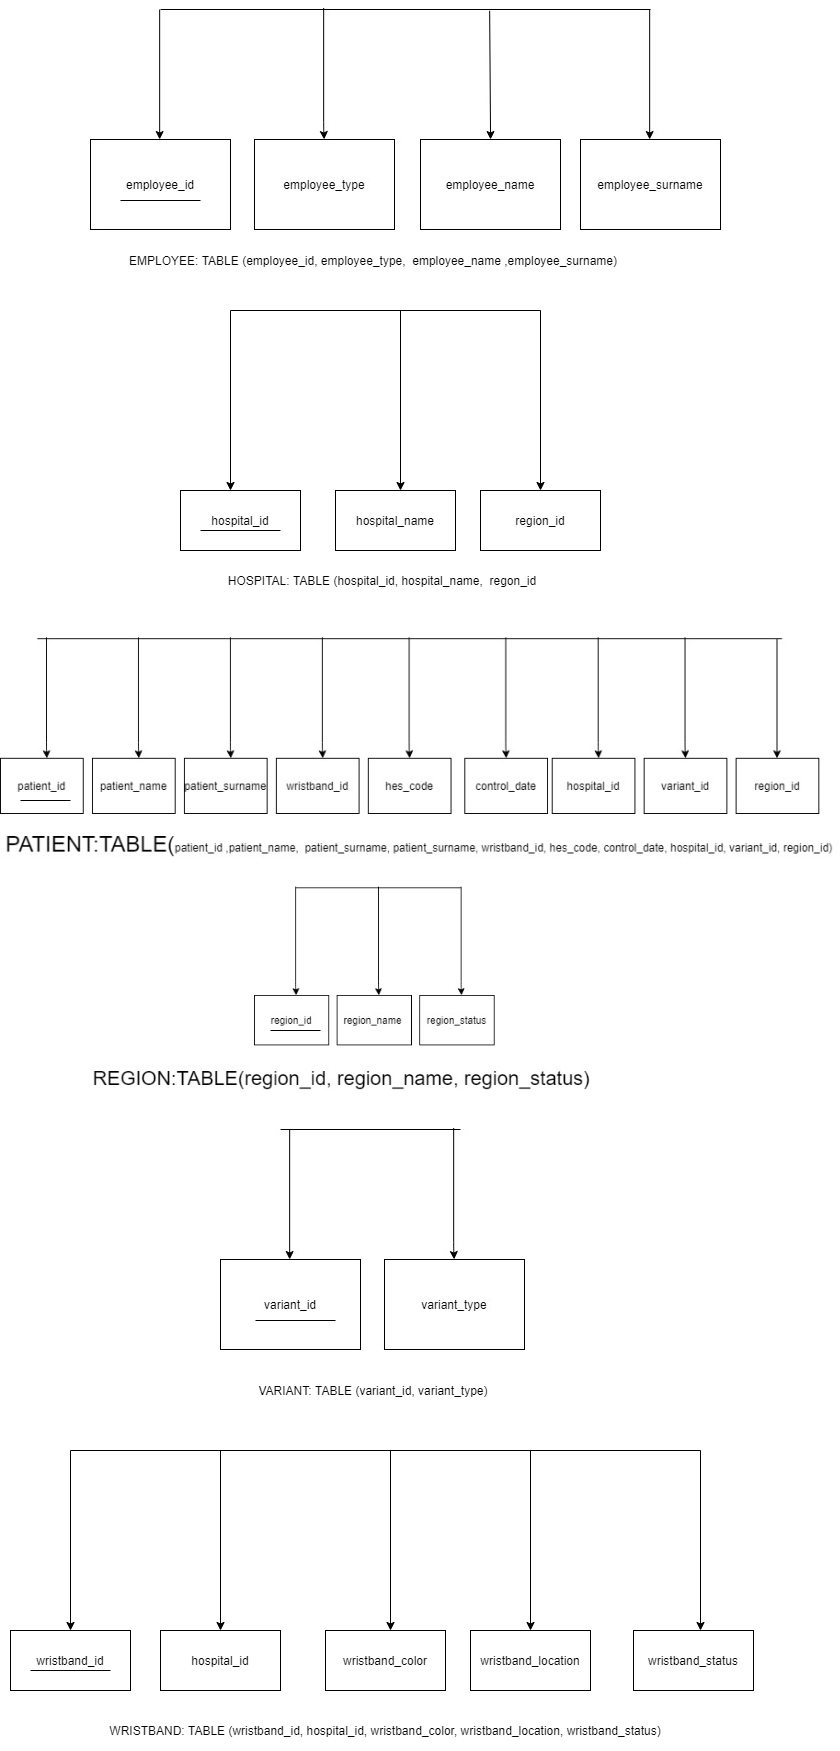 employee_id employee_type employee_name employee_surname
EMPLOYEE: TABLE (employee_id, employee_type, employee_name ,employee_surname)
hospital_id hospital_name region_id
HOSPITAL: TABLE (hospital_id, hospital_name, regon_id
patient_id patient_name patient_surname wristband_id hes_code control_date hospital_id variant_id region_id
PATIENT:TABLE(patient_id ,patient_name, patient_surname, patient_surname, wristband_id, hes_code, control_date, hospital_id, variant_id, region_id)
region_id region_name region_status
REGION:TABLE(region_id, region_name, region_status)
variant_id variant_type
VARIANT: TABLE (variant_id, variant_type)
wristband_id hospital_id wristband_color wristband_location wristband_status
WRISTBAND: TABLE (wristband_id, hospital_id, wristband_color, wristband_location, wristband_status)